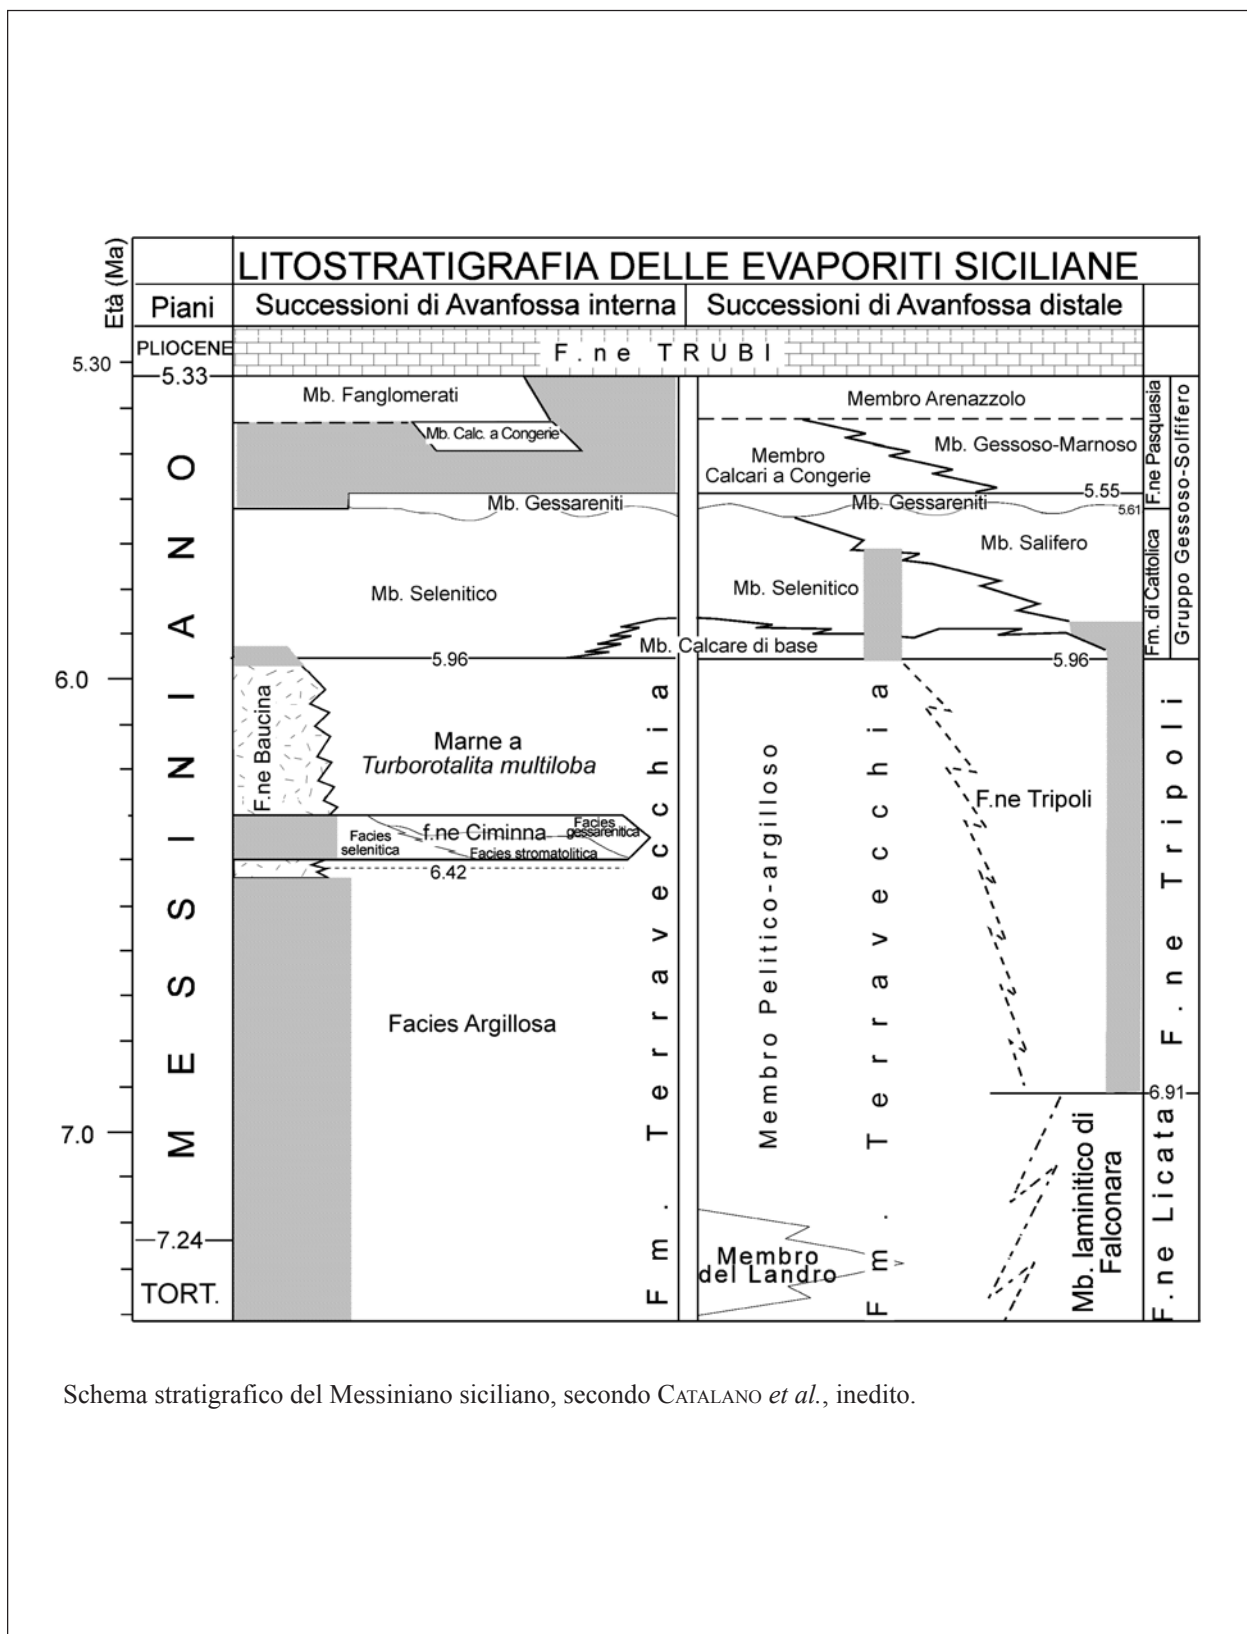 LITOSTRATIGRAFIA DELLE EVAPORITI SICILIANE
Età (Ma)
Piani
Successioni di Avanfossa interna
Successioni di Avanfossa distale
PLIOCENE
F.ne TRUBI
5.30
5.33
Mb. Fanglomerati
Membro Arenazzolo
Mb. Calc. a Congerie
Mb. Gessoso-Marnoso
Membro
Calcari a Congerie
5.55
Mb. Gessareniti
Mb. Gessareniti
5.61
Mb. Salifero
Mb. Selenitico
Mb. Selenitico
Mb. Calcare di base
5.96
5.96
6.0
F.ne Baucina
Marne a
Turborotalita multiloba
F.ne Tripoli
f.ne Ciminna
Facies
selenitica
Facies
gessarenitica
Facies stromatolitica
6.42
Facies Argillosa
6.91
7.0
7.24
TORT.
MESSINIANO
Fm. Terravecchia
Membro Pelitico-argilloso
Fm. Terravecchia
Membro
del Landro
Mb. laminitico di
Falconara
F.ne Pasquasia
Fm. di Cattolica
Gruppo Gessoso-Solfifero
F.ne Tripoli
F.ne Licata
Schema stratigrafico del Messiniano siciliano, secondo CATALANO et al., inedito.